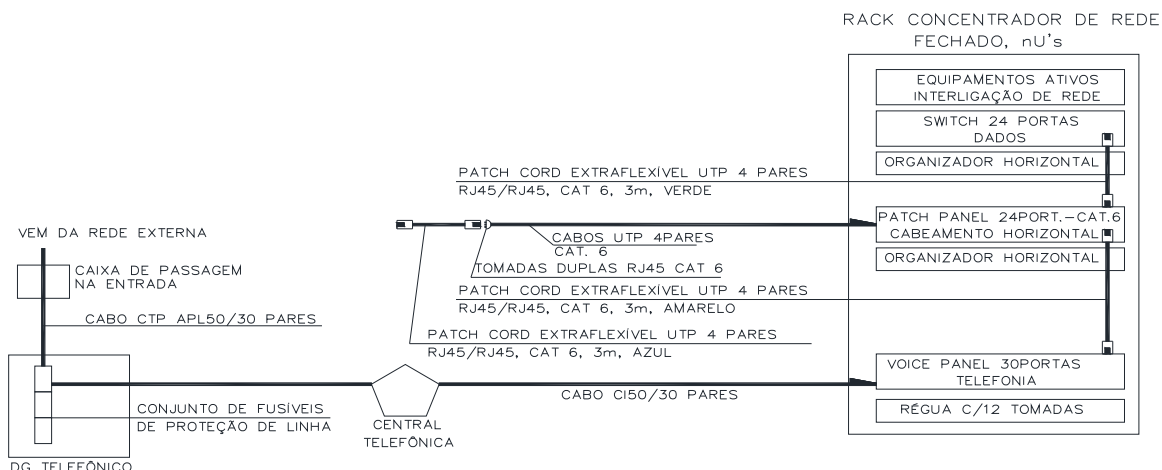 RACK CONCENTRADOR DE REDE
FECHADO, nU's
EQUIPAMENTOS ATIVOS
INTERLIGAÇÃO DE REDE
SWITCH 24 PORTAS
DADOS
ORGANIZADOR HORIZONTAL
PATCH CORD EXTRAFLEXÍVEL UTP 4 PARES
RJ45/RJ45, CAT 6, 3m, VERDE
PATCH PANEL 24PORT.-CAT.6
CABEAMENTO HORIZONTAL
VEM DA REDE EXTERNA
CABOS UTP 4PARES
CAT. 6
ORGANIZADOR HORIZONTAL
TOMADAS DUPLAS RJ45 CAT 6
CAIXA DE PASSAGEM
NA ENTRADA
PATCH CORD EXTRAFLEXÍVEL UTP 4 PARES
RJ45/RJ45, CAT 6, 3m, AMARELO
CABO CTP APL50/30 PARES
PATCH CORD EXTRAFLEXÍVEL UTP 4 PARES
RJ45/RJ45, CAT 6, 3m, AZUL
VOICE PANEL 30PORTAS
TELEFONIA
CABO CI50/30 PARES
CONJUNTO DE FUSÍVEIS
DE PROTEÇÃO DE LINHA
CENTRAL
TELEFÔNICA
RÉGUA C/12 TOMADAS
DG TELEFÔNICO